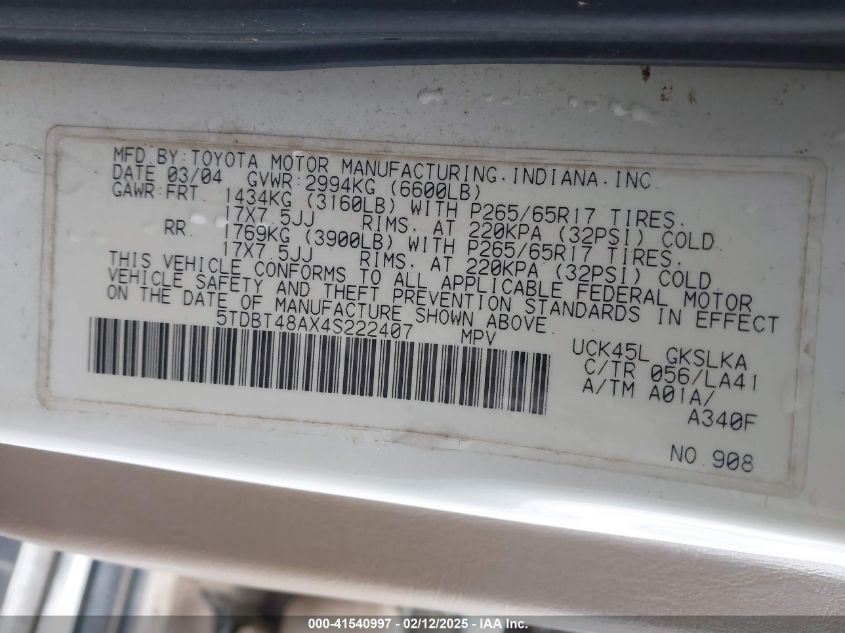 MFD.BY:TOYOTA MOTOR MANUFACTURING.INDIANA.INC.
DATE 03/04 GVWR:2994KG (6600LB)
GAWR:FRT 1434KG (3160LB) WITH P265/65R17 TIRES.
17X7 5JJ RIMS. AT 220KPA (32PSI) COLD
RR 1769KG (3900LB) WITH P265/65R17 TIRES.
17X7 5JJ RIMS. AT 220KPA (32PSI) COLD
THIS VEHICLE CONFORMS TO ALL APPLICABLE FEDERAL MOTOR
VEHICLE SAFETY AND THEFT PREVENTION STANDARDS IN EFFECT
ON THE DATE OF MANUFACTURE SHOWN ABOVE
5TDBT48AX4S222407 MPV
UCK45L GKSLKA
C/TR 056/LA41
A/TM A01A/
A340F
NO 908
000-41540997 - 02/12/2025 - IAA Inc.